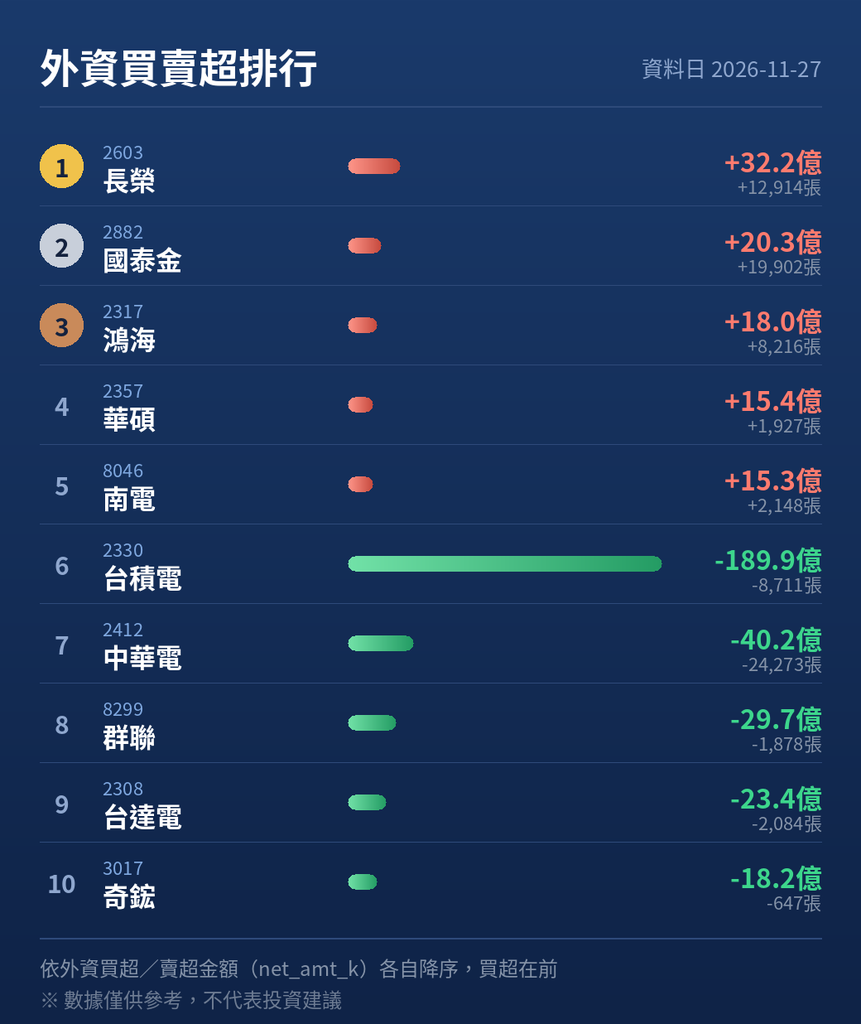 外資買賣超排行
資料日 2026-11-27
1
2603
長榮
+32.2億
+12,914張
2
2882
國泰金
+20.3億
+19,902張
3
2317
鴻海
+18.0億
+8,216張
4
2357
華碩
+15.4億
+1,927張
5
8046
南電
+15.3億
+2,148張
6
2330
台積電
-189.9億
-8,711張
7
2412
中華電
-40.2億
-24,273張
8
8299
群聯
-29.7億
-1,878張
9
2308
台達電
-23.4億
-2,084張
10
3017
奇鋐
-18.2億
-647張
依外資買超／賣超金額（net_amt_k）各自降序，買超在前
※ 數據僅供參考，不代表投資建議